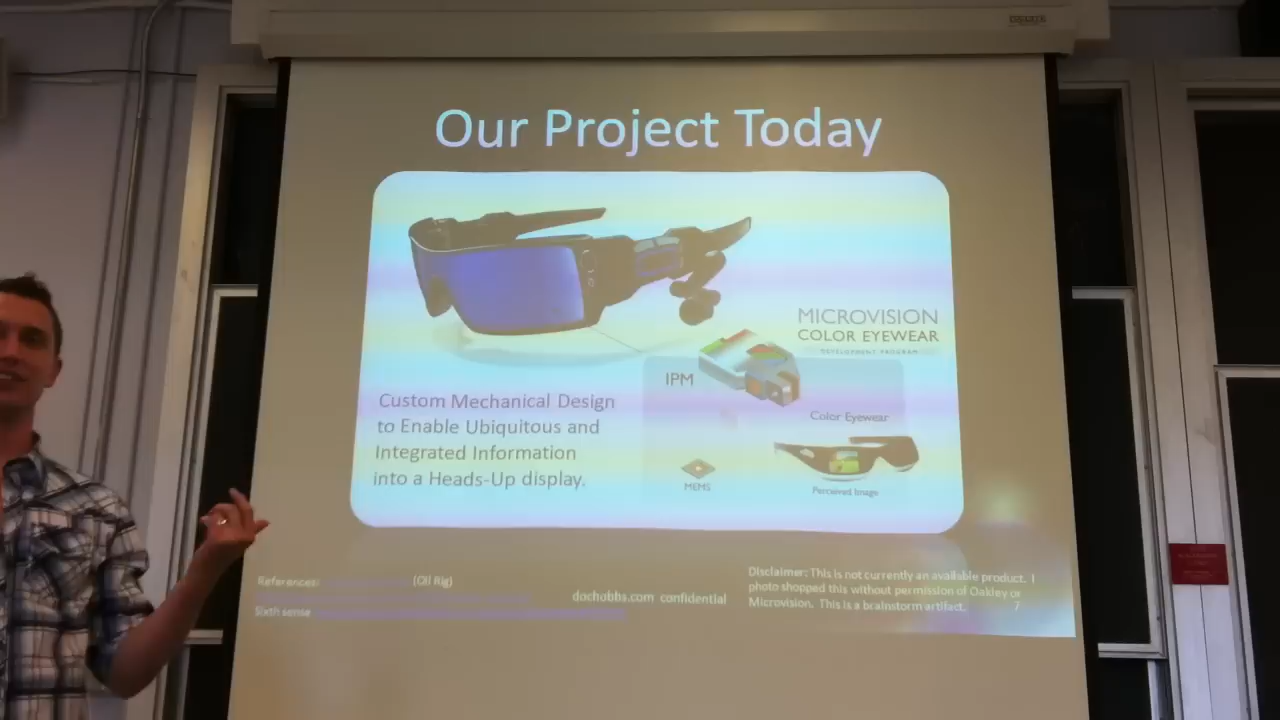 Our Project Today
MICROVISION
COLOR EYEWEAR
DEVELOPMENT PROGRAM
IPM
Color Eyewear
Custom Mechanical Design
to Enable Ubiquitous and
Integrated Information
into a Heads-Up display.
MEMS
Perceived Image
References:
(Oil Rig)
Sixth sense
dochobbs.com confidential
Disclaimer: This is not currently an available product. I
photo shopped this without permission of Oakley or
Microvision. This is a brainstorm artifact.
7